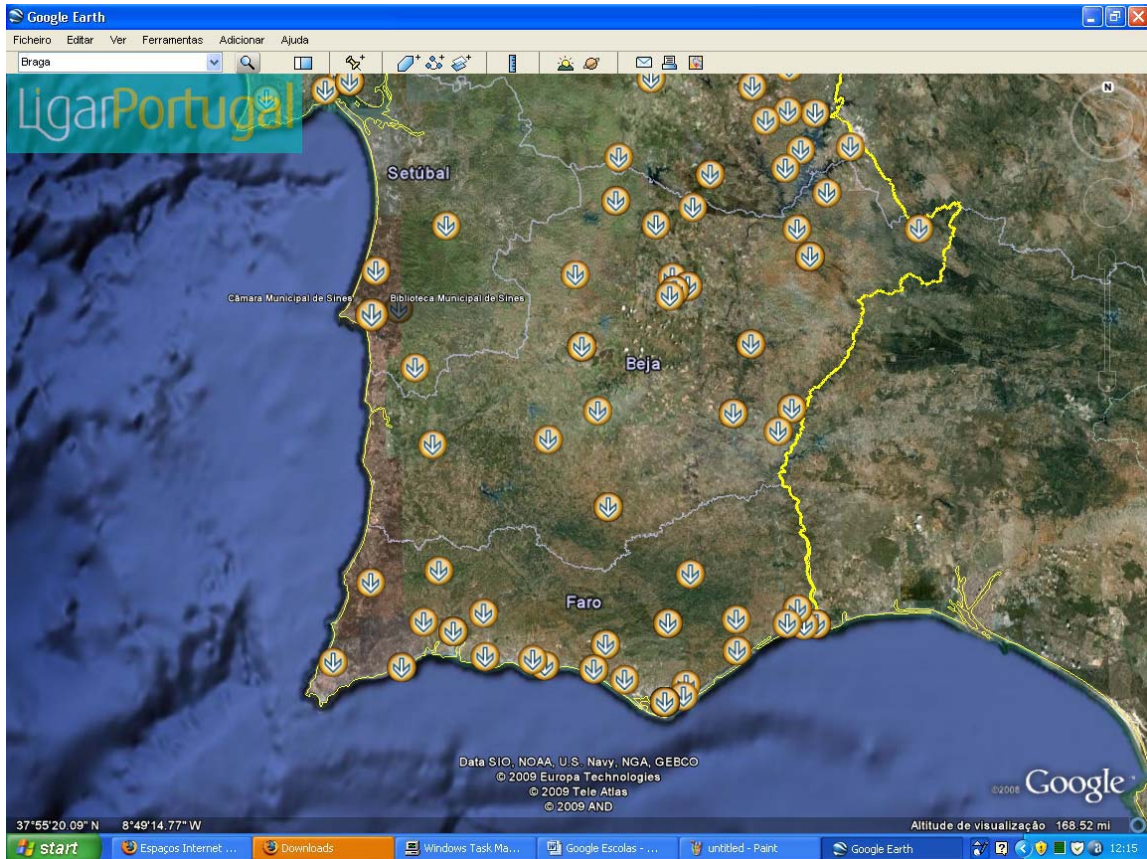 Google Earth
Ficheiro Editar Ver Ferramentas Adicionar Ajuda
Braga
LigarPortugal
N
Setúbal
Câmara Municipal de Sines Biblioteca Municipal de Sines
Beja
Faro
Data SIO, NOAA, U.S. Navy, NGA, GEBCO
© 2009 Europa Technologies
© 2009 Tele Atlas
© 2009 AND
©2008 Google
37°55'20.09" N 8°49'14.77" W Altitude de visualização 168.52 mi
start Espaços Internet ... Downloads Windows Task Ma... Google Escolas - ... untitled - Paint Google Earth 12:15